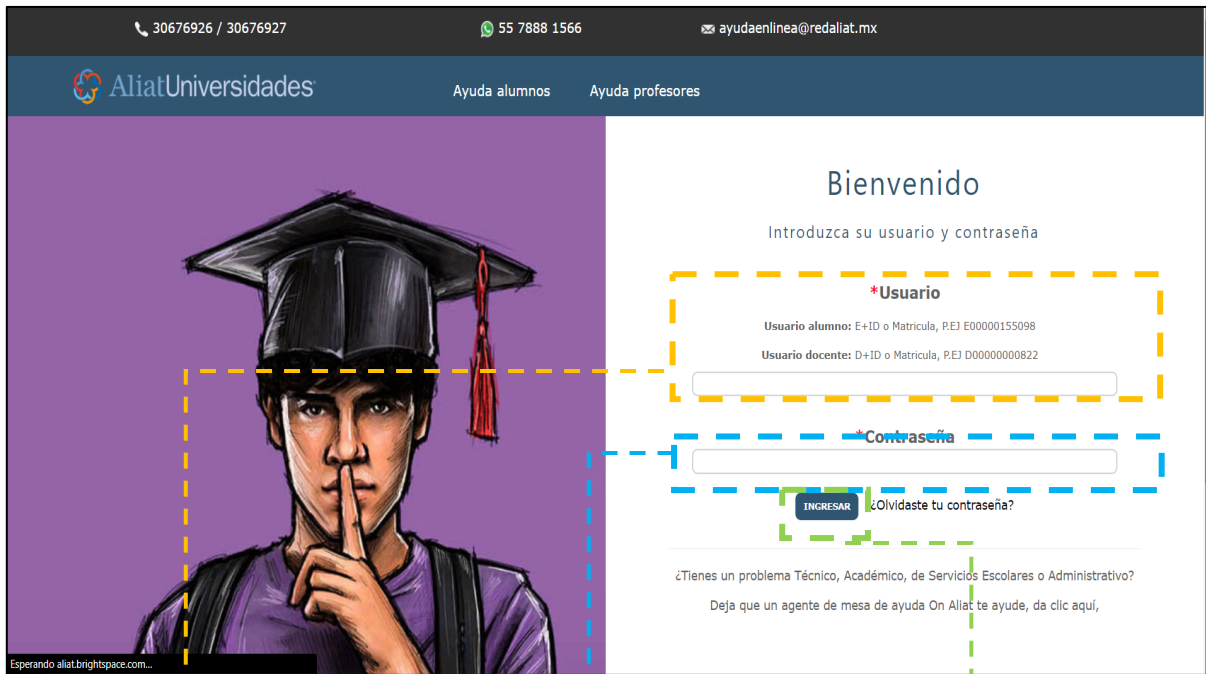 30676926 / 30676927
55 7888 1566
ayudaenlinea@redaliat.mx
AliatUniversidades
Ayuda alumnos
Ayuda profesores
Bienvenido
Introduzca su usuario y contraseña
*Usuario
Usuario alumno: E+ID o Matricula, P.EJ E00000155098
Usuario docente: D+ID o Matricula, P.EJ D00000000822
*Contraseña
INGRESAR
¿Olvidaste tu contraseña?
¿Tienes un problema Técnico, Académico, de Servicios Escolares o Administrativo?
Deja que un agente de mesa de ayuda On Aliat te ayude, da clic aquí,
Esperando aliat.brightspace.com...